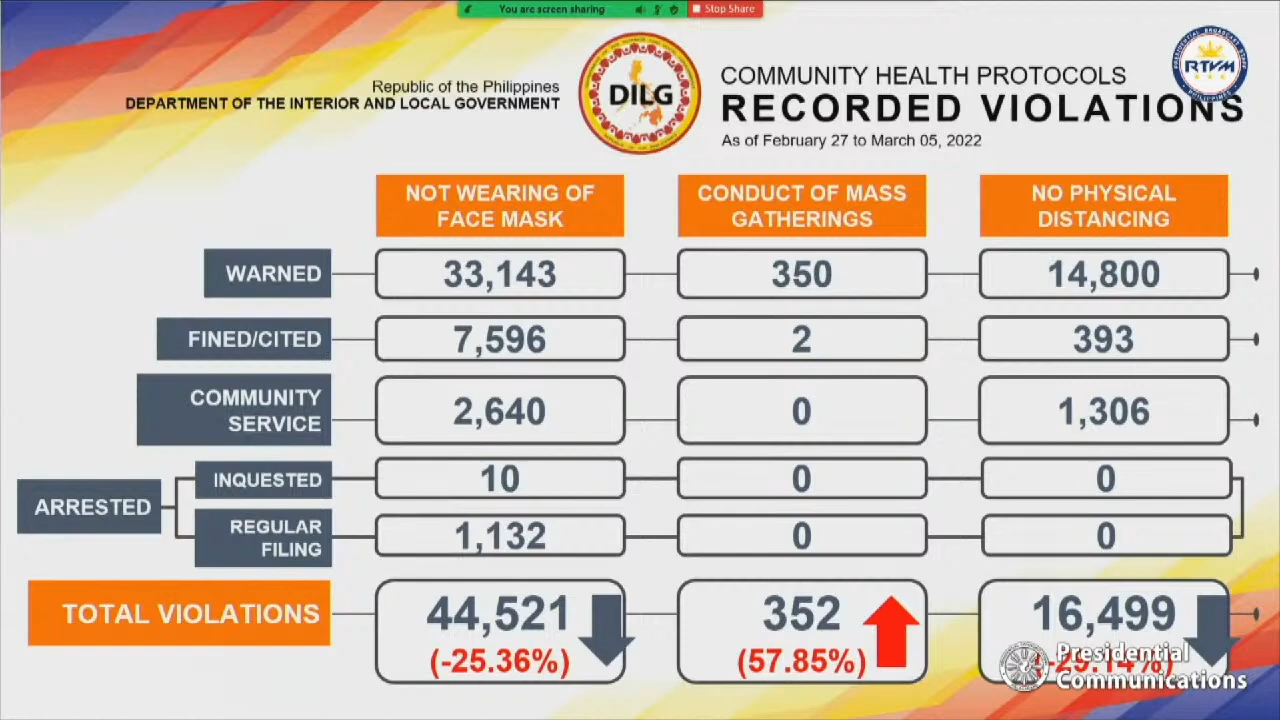 You are screen sharing
Stop Share
Republic of the Philippines
DEPARTMENT OF THE INTERIOR AND LOCAL GOVERNMENT
DILG
COMMUNITY HEALTH PROTOCOLS
RECORDED VIOLATIONS
As of February 27 to March 05, 2022
RTVM
NOT WEARING OF
FACE MASK
CONDUCT OF MASS
GATHERINGS
NO PHYSICAL
DISTANCING
WARNED
33,143
350
14,800
FINED/CITED
7,596
2
393
COMMUNITY
SERVICE
2,640
0
1,306
ARRESTED
INQUESTED
10
0
0
REGULAR
FILING
1,132
0
0
TOTAL VIOLATIONS
44,521
352
16,499
(-25.36%)
(57.85%)
Presidential
Communications